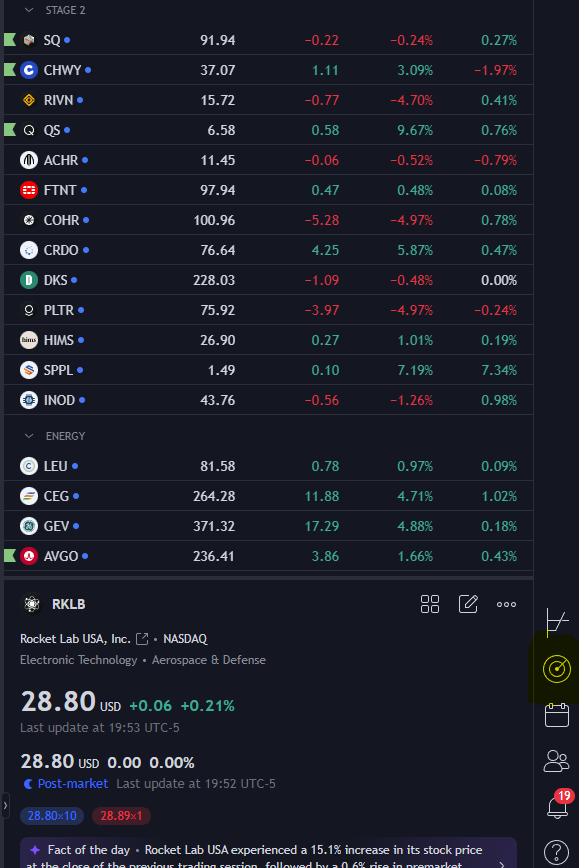 STAGE 2
SQ 91.94 −0.22 −0.24% 0.27%
CHWY 37.07 1.11 3.09% −1.97%
RIVN 15.72 −0.77 −4.70% 0.41%
QS 6.58 0.58 9.67% 0.76%
ACHR 11.45 −0.06 −0.52% −0.79%
FTNT 97.94 0.47 0.48% 0.08%
COHR 100.96 −5.28 −4.97% 0.78%
CRDO 76.64 4.25 5.87% 0.47%
DKS 228.03 −1.09 −0.48% 0.00%
PLTR 75.92 −3.97 −4.97% −0.24%
hims HIMS 26.90 0.27 1.01% 0.19%
SPPL 1.49 0.10 7.19% 7.34%
INOD 43.76 −0.56 −1.26% 0.98%
ENERGY
LEU 81.58 0.78 0.97% 0.09%
CEG 264.28 11.88 4.71% 1.02%
GEV 371.32 17.29 4.88% 0.18%
AVGO 236.41 3.86 1.66% 0.43%
RKLB
Rocket Lab USA, Inc. • NASDAQ
Electronic Technology • Aerospace & Defense
28.80 USD +0.06 +0.21%
Last update at 19:53 UTC-5
28.80 USD 0.00 0.00%
Post-market Last update at 19:52 UTC-5
28.80×10 28.89×1
19
Fact of the day • Rocket Lab USA experienced a 15.1% increase in its stock price
at the close of the previous trading session, followed by a 0.6% rise in premarket